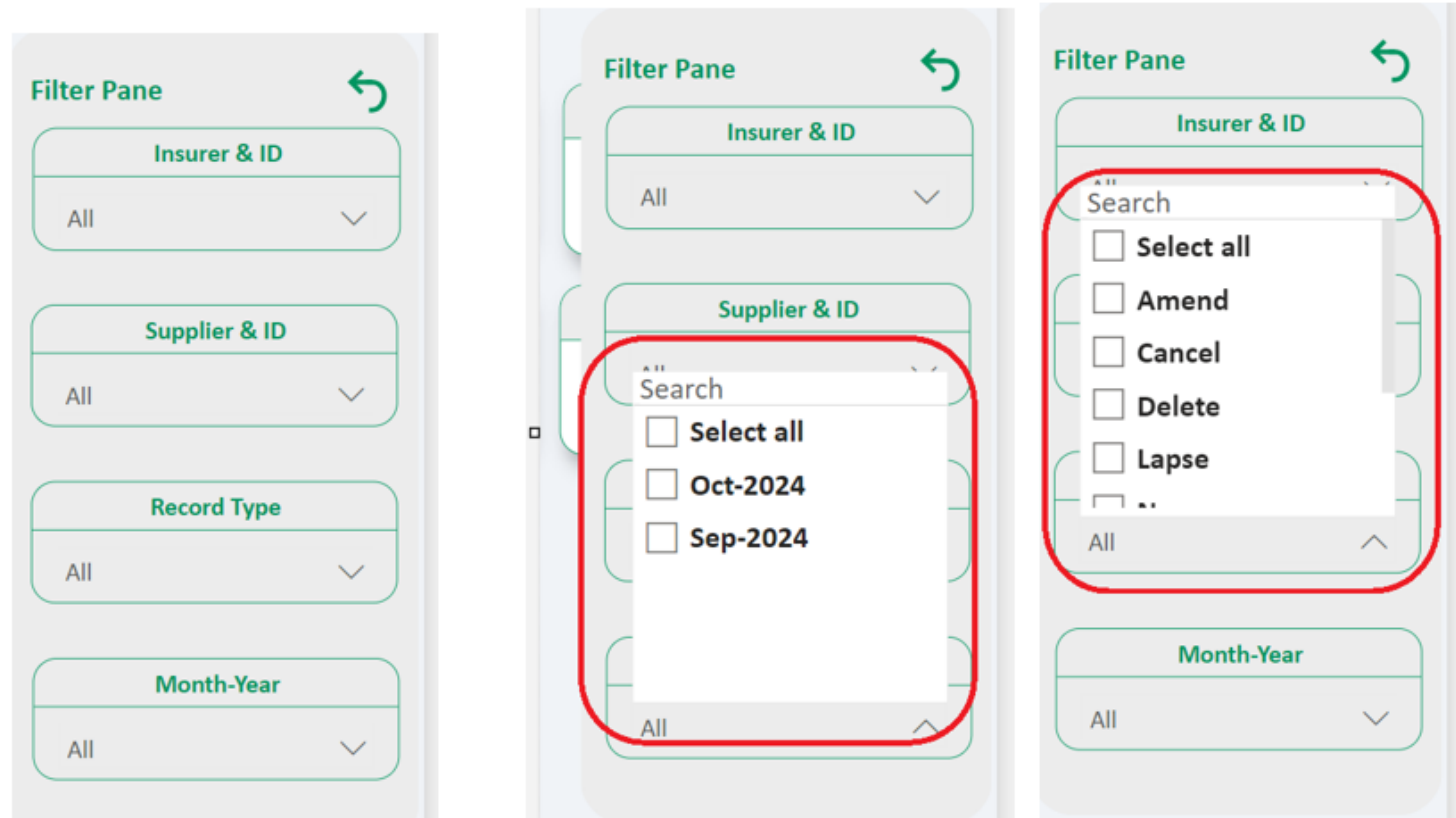 Filter Pane
Insurer & ID
All
Supplier & ID
All
Record Type
All
Month-Year
All
Filter Pane
Insurer & ID
All
Supplier & ID
Search
Select all
Oct-2024
Sep-2024
All
Filter Pane
Insurer & ID
Search
Select all
Amend
Cancel
Delete
Lapse
All
Month-Year
All